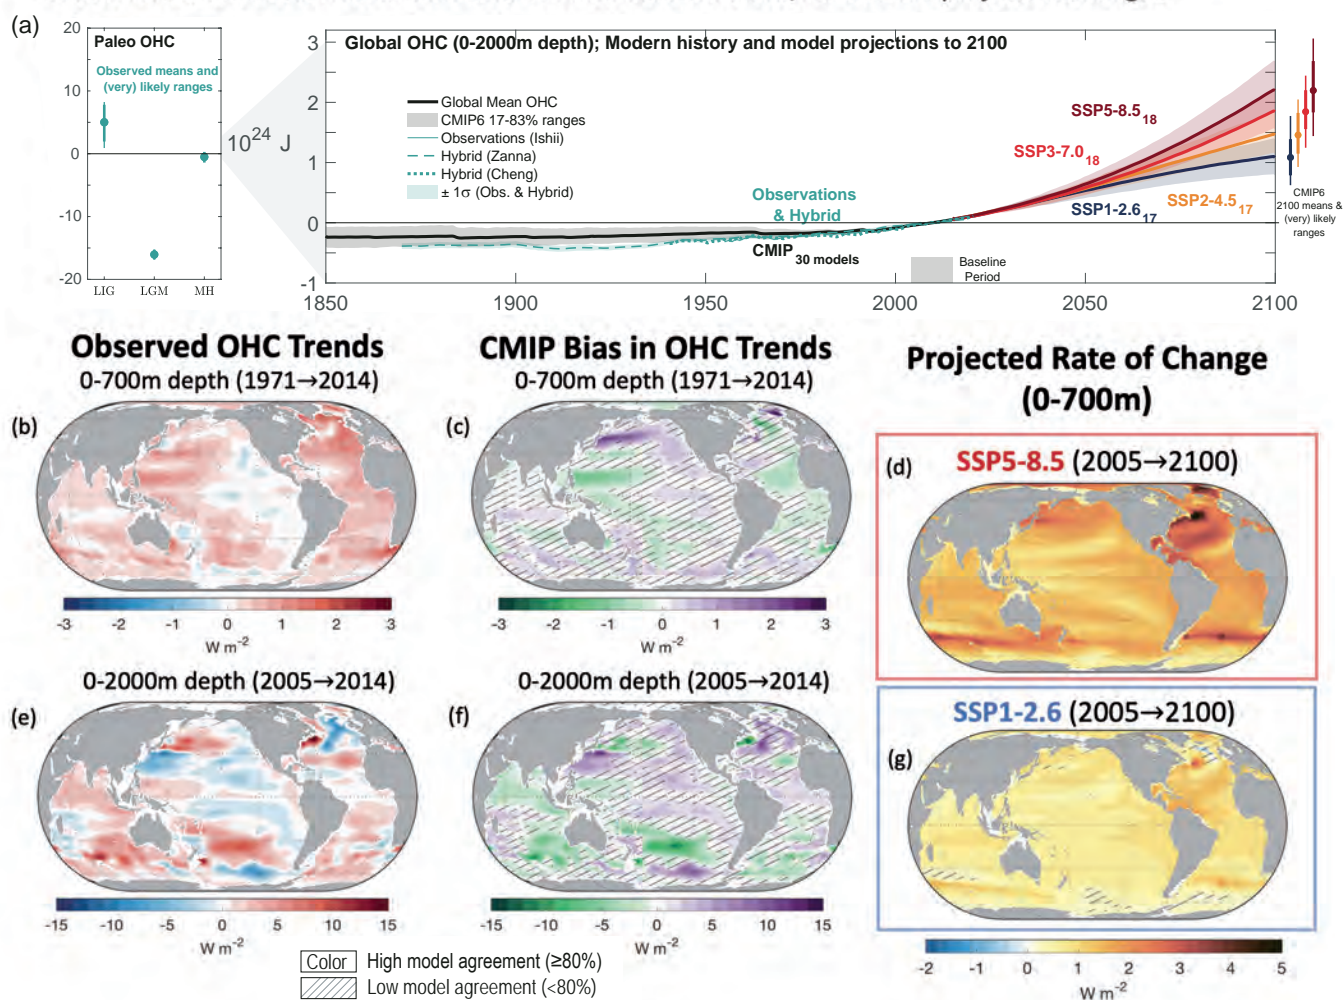 (a)
Paleo OHC
Observed means and
(very) likely ranges
20
10
0
-10
-20
LIG LGM MH
10²⁴ J
Global OHC (0-2000m depth); Modern history and model projections to 2100
3
2
1
0
-1
Global Mean OHC
CMIP6 17-83% ranges
Observations (Ishii)
Hybrid (Zanna)
Hybrid (Cheng)
± 1σ (Obs. & Hybrid)
Observations
& Hybrid
CMIP 30 models
Baseline
Period
SSP5-8.5 18
SSP3-7.0 18
SSP2-4.5 17
SSP1-2.6 17
CMIP6
2100 means &
(very) likely
ranges
1850 1900 1950 2000 2050 2100
Observed OHC Trends
0-700m depth (1971→2014)
(b)
-3 -2 -1 0 1 2 3
W m⁻²
CMIP Bias in OHC Trends
0-700m depth (1971→2014)
(c)
-3 -2 -1 0 1 2 3
W m⁻²
Projected Rate of Change
(0-700m)
(d)
SSP5-8.5 (2005→2100)
0-2000m depth (2005→2014)
(e)
-15 -10 -5 0 5 10 15
W m⁻²
0-2000m depth (2005→2014)
(f)
-15 -10 -5 0 5 10 15
W m⁻²
SSP1-2.6 (2005→2100)
(g)
-2 -1 0 1 2 3 4 5
W m⁻²
Color High model agreement (≥80%)
Low model agreement (<80%)